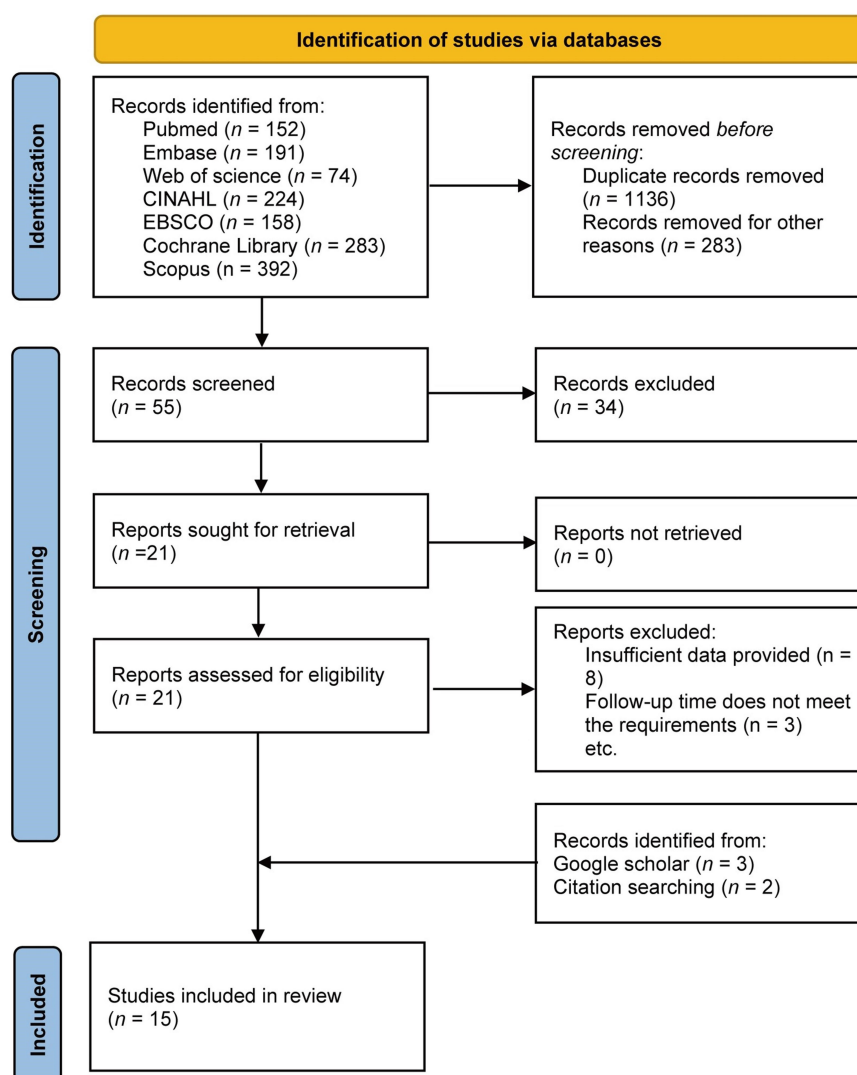 Identification of studies via databases
Identification
Records identified from:
Pubmed (n = 152)
Embase (n = 191)
Web of science (n = 74)
CINAHL (n = 224)
EBSCO (n = 158)
Cochrane Library (n = 283)
Scopus (n = 392)
Records removed before
screening:
Duplicate records removed
(n = 1136)
Records removed for other
reasons (n = 283)
Screening
Records screened
(n = 55)
Records excluded
(n = 34)
Reports sought for retrieval
(n =21)
Reports not retrieved
(n = 0)
Reports assessed for eligibility
(n = 21)
Reports excluded:
Insufficient data provided (n =
8)
Follow-up time does not meet
the requirements (n = 3)
etc.
Records identified from:
Google scholar (n = 3)
Citation searching (n = 2)
Included
Studies included in review
(n = 15)